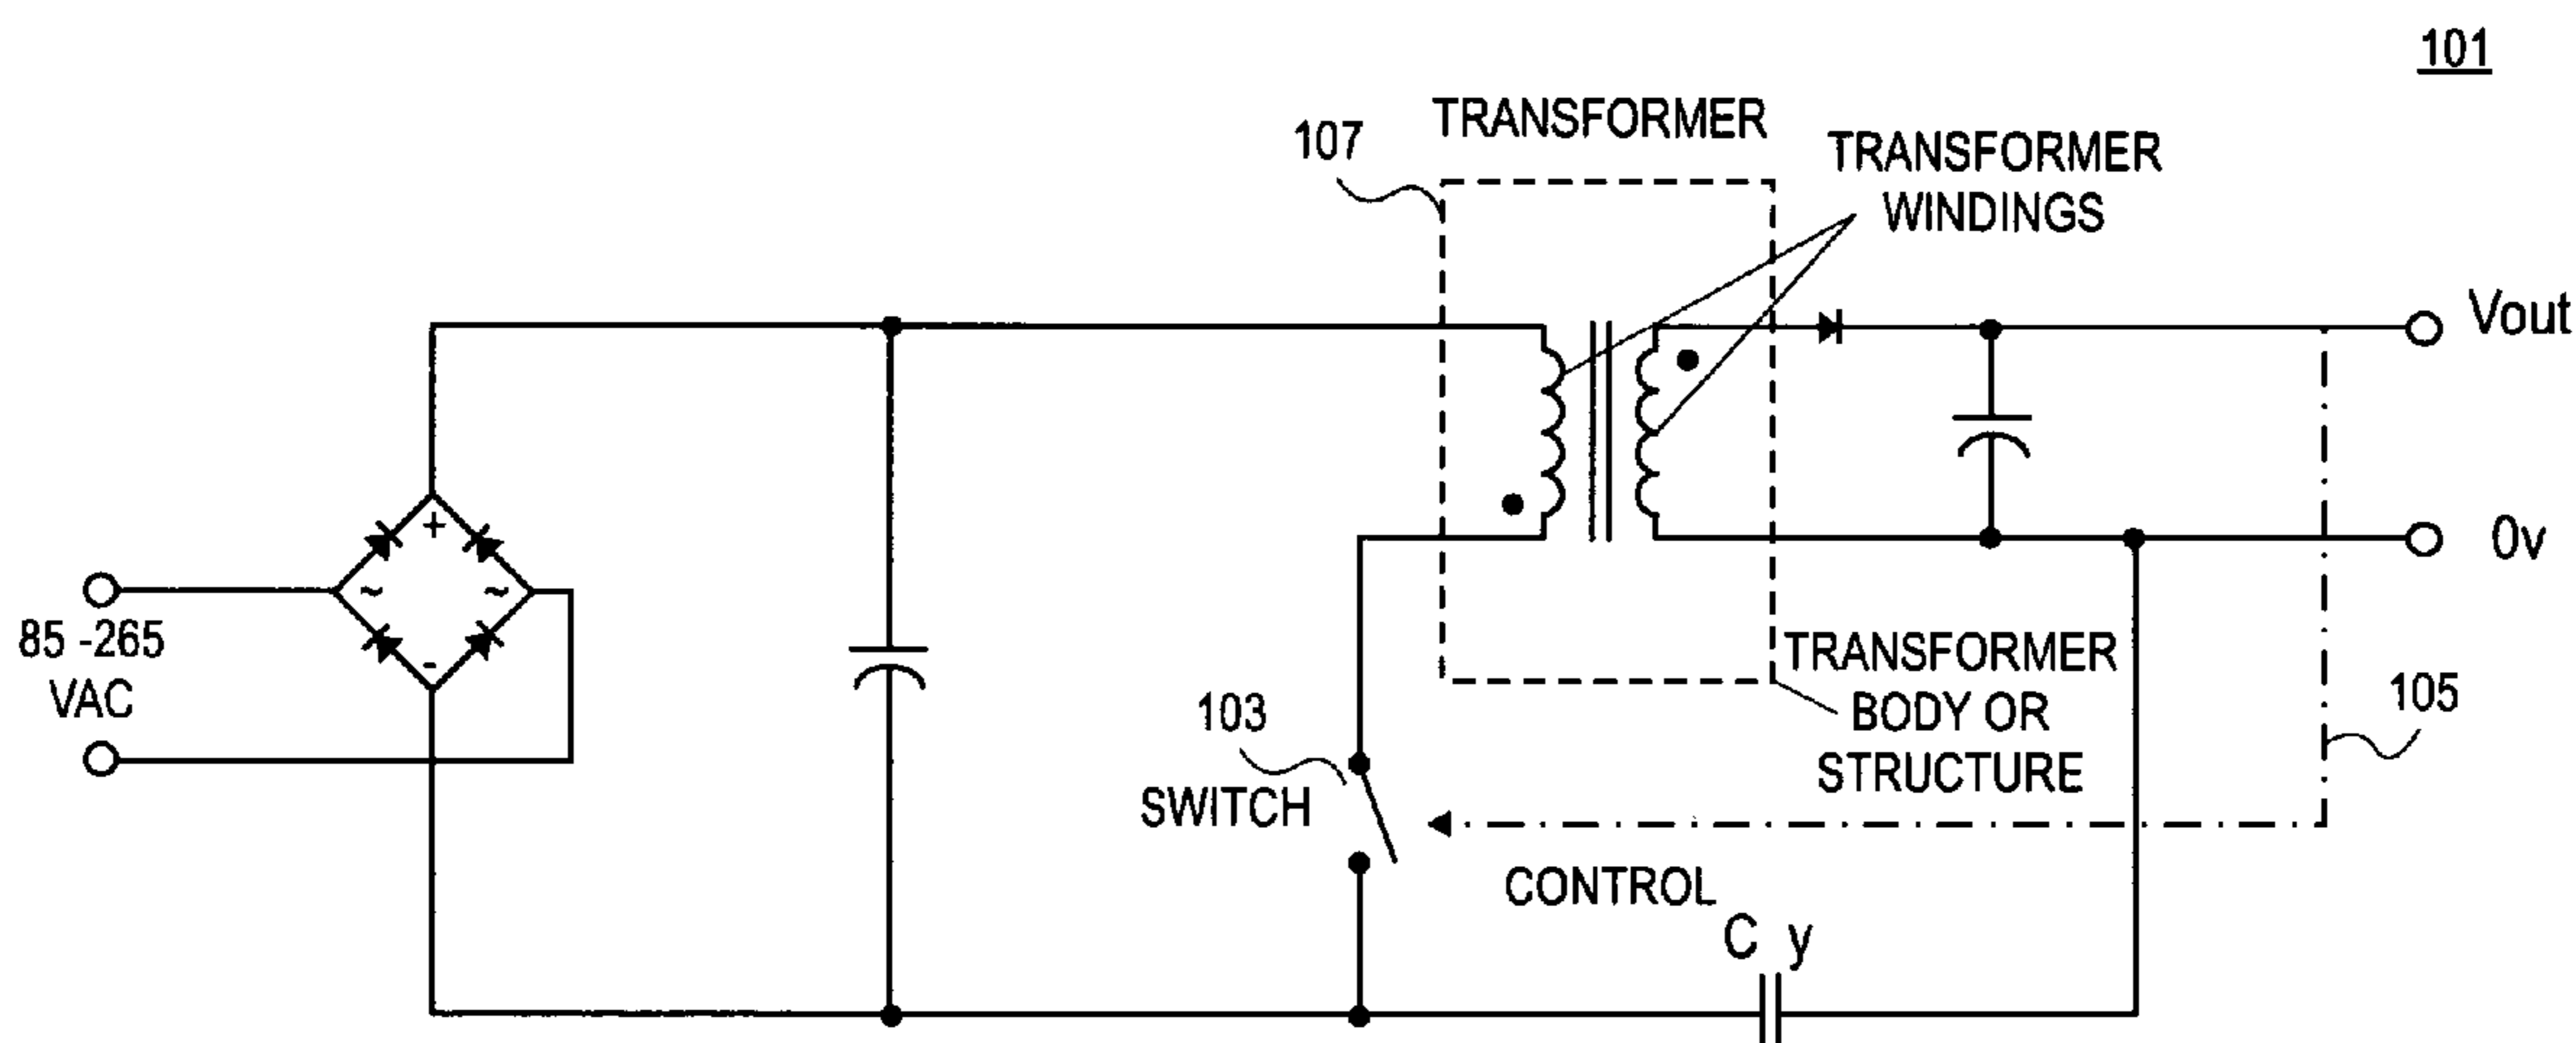 101
TRANSFORMER
107
TRANSFORMER
WINDINGS
Vout
+
~ ~
-
0v
85 -265
VAC
TRANSFORMER
BODY OR
STRUCTURE
103
SWITCH
105
CONTROL
C y